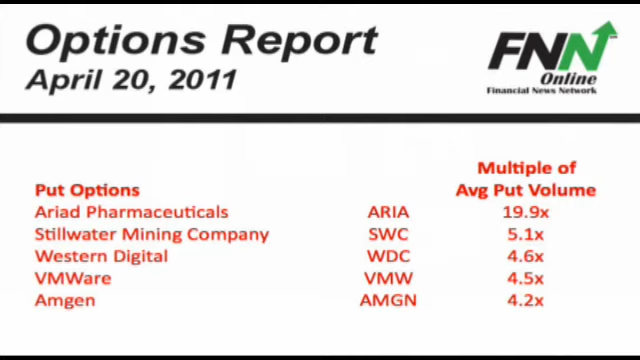 Options Report
April 20, 2011
FNN
Online
Financial News Network
Multiple of
Put Options Avg Put Volume
Ariad Pharmaceuticals ARIA 19.9x
Stillwater Mining Company SWC 5.1x
Western Digital WDC 4.6x
VMWare VMW 4.5x
Amgen AMGN 4.2x